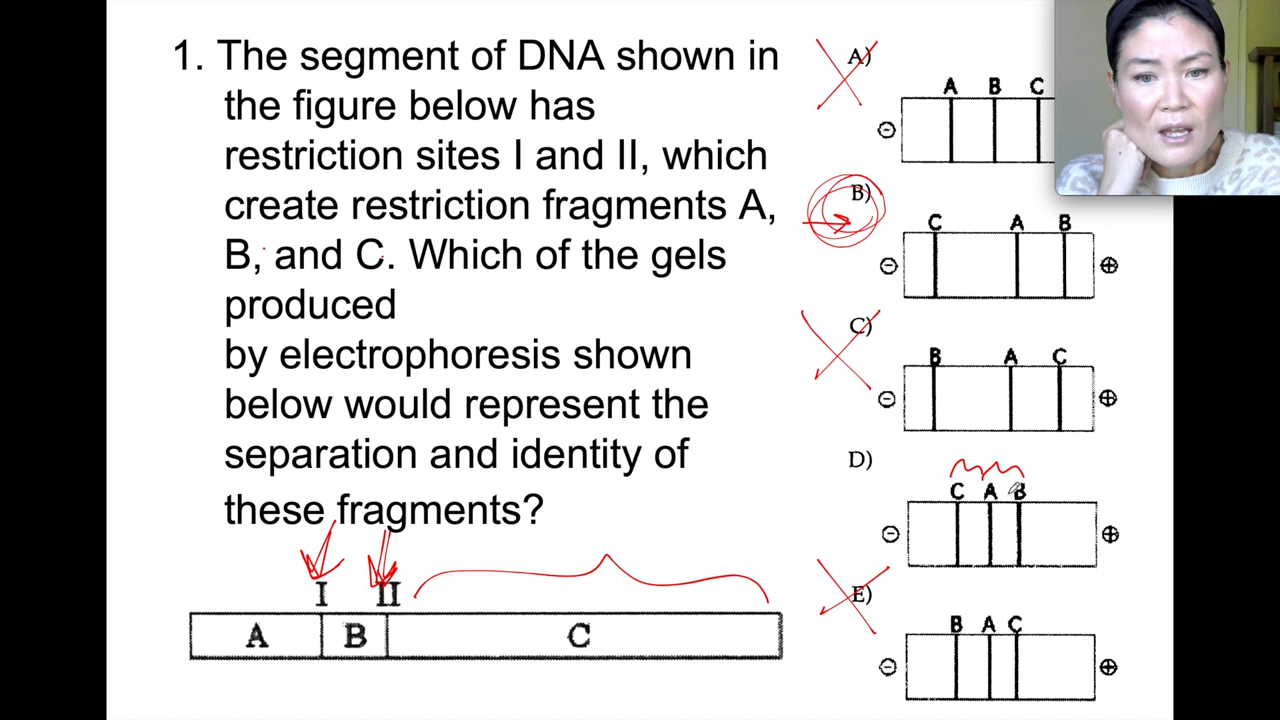 1. The segment of DNA shown in
the figure below has
restriction sites I and II, which
create restriction fragments A,
B, and C. Which of the gels
produced
by electrophoresis shown
below would represent the
separation and identity of
these fragments?
I II
A B C
A)
A B C
⊖
B)
C A B
⊖ ⊕
C)
B A C
⊖ ⊕
D)
C A B
⊖ ⊕
E)
B A C
⊖ ⊕